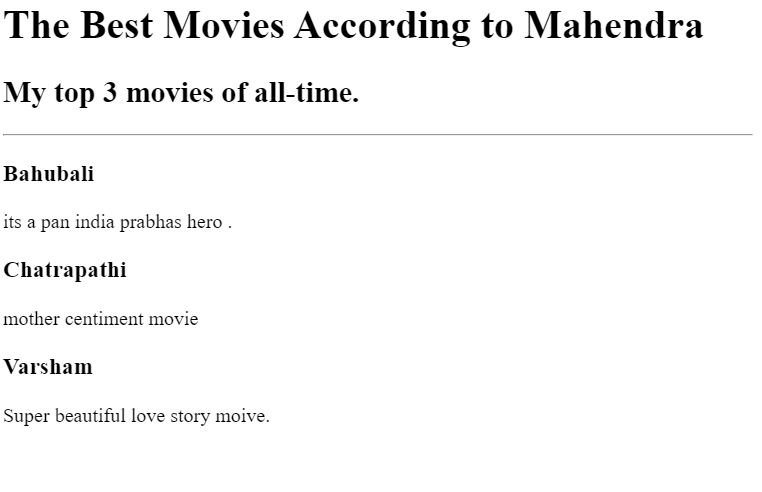 The Best Movies According to Mahendra
My top 3 movies of all-time.
Bahubali
its a pan india prabhas hero .
Chatrapathi
mother centiment movie
Varsham
Super beautiful love story moive.